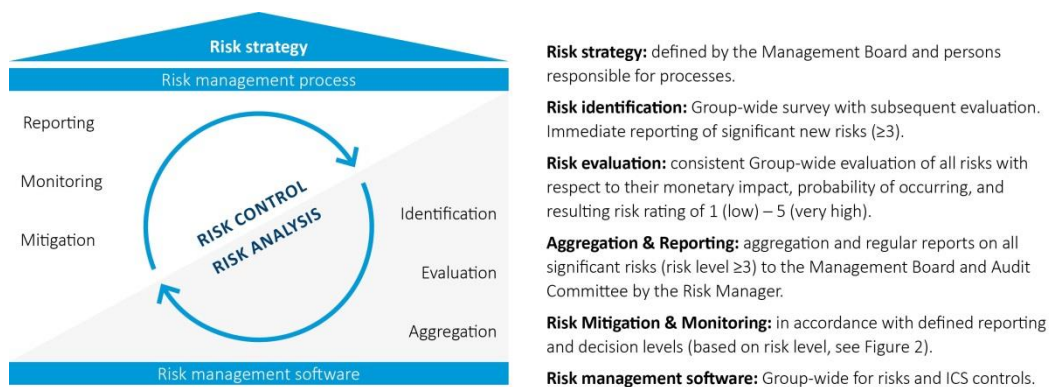 Risk strategy
Risk management process
Reporting
Monitoring
Mitigation
RISK CONTROL
RISK ANALYSIS
Identification
Evaluation
Aggregation
Risk management software
Risk strategy: defined by the Management Board and persons
responsible for processes.
Risk identification: Group-wide survey with subsequent evaluation.
Immediate reporting of significant new risks (≥3).
Risk evaluation: consistent Group-wide evaluation of all risks with
respect to their monetary impact, probability of occurring, and
resulting risk rating of 1 (low) – 5 (very high).
Aggregation & Reporting: aggregation and regular reports on all
significant risks (risk level ≥3) to the Management Board and Audit
Committee by the Risk Manager.
Risk Mitigation & Monitoring: in accordance with defined reporting
and decision levels (based on risk level, see Figure 2).
Risk management software: Group-wide for risks and ICS controls.